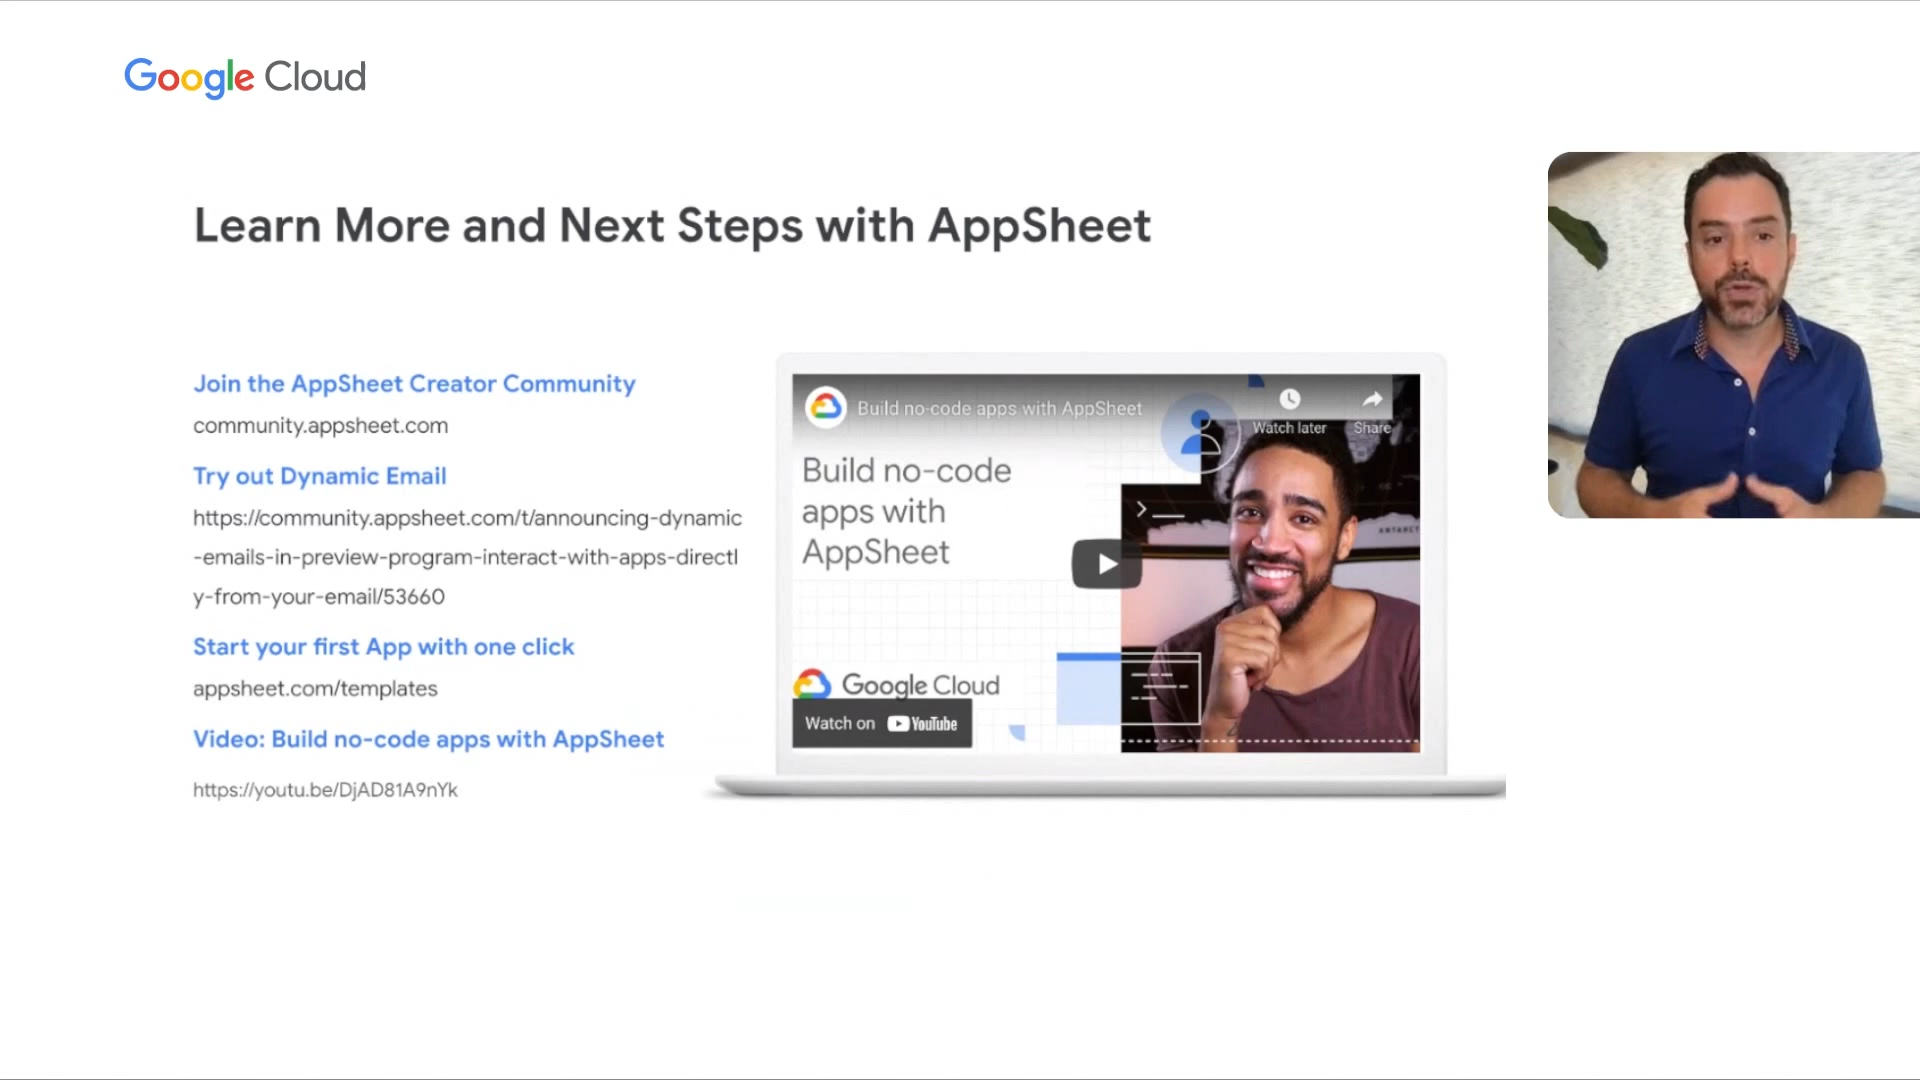 Google Cloud
Learn More and Next Steps with AppSheet
Join the AppSheet Creator Community
community.appsheet.com
Try out Dynamic Email
https://community.appsheet.com/t/announcing-dynamic
-emails-in-preview-program-interact-with-apps-directl
y-from-your-email/53660
Start your first App with one click
appsheet.com/templates
Video: Build no-code apps with AppSheet
https://youtu.be/DjAD81A9nYk
Build no-code apps with AppSheet
Watch later
Share
Build no-code
apps with
AppSheet
Google Cloud
Watch on YouTube